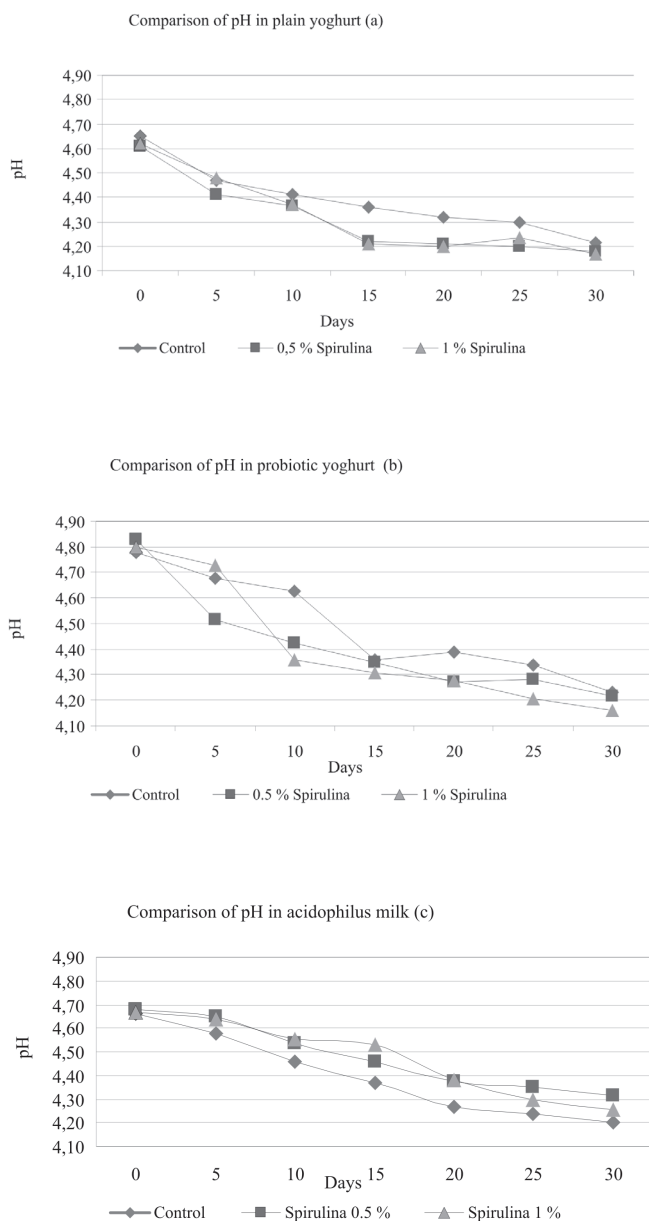 Comparison of pH in plain yoghurt (a)
4,90
4,80
4,70
4,60
4,50
4,40
4,30
4,20
4,10
pH
0 5 10 15 20 25 30
Days
Control 0,5 % Spirulina 1 % Spirulina
Comparison of pH in probiotic yoghurt (b)
4,90
4,80
4,70
4,60
4,50
4,40
4,30
4,20
4,10
pH
0 5 10 15 20 25 30
Days
Control 0.5 % Spirulina 1 % Spirulina
Comparison of pH in acidophilus milk (c)
4,90
4,80
4,70
4,60
4,50
4,40
4,30
4,20
4,10
pH
0 5 10 15 20 25 30
Days
Control Spirulina 0.5 % Spirulina 1 %